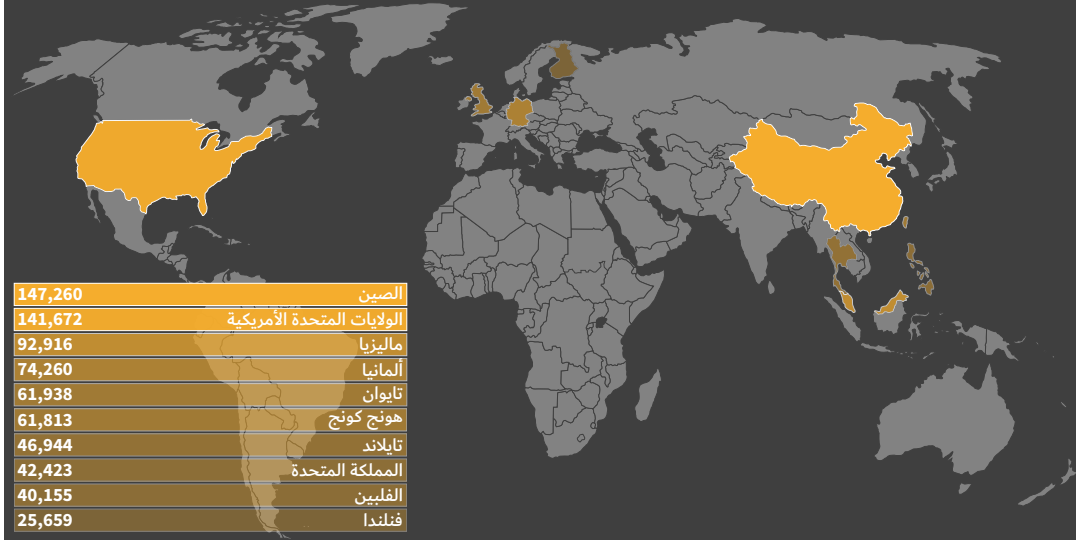 الصين 147,260
الولايات المتحدة الأمريكية 141,672
ماليزيا 92,916
ألمانيا 74,260
تايوان 61,938
هونج كونج 61,813
تايلاند 46,944
المملكة المتحدة 42,423
الفلبين 40,155
فنلندا 25,659